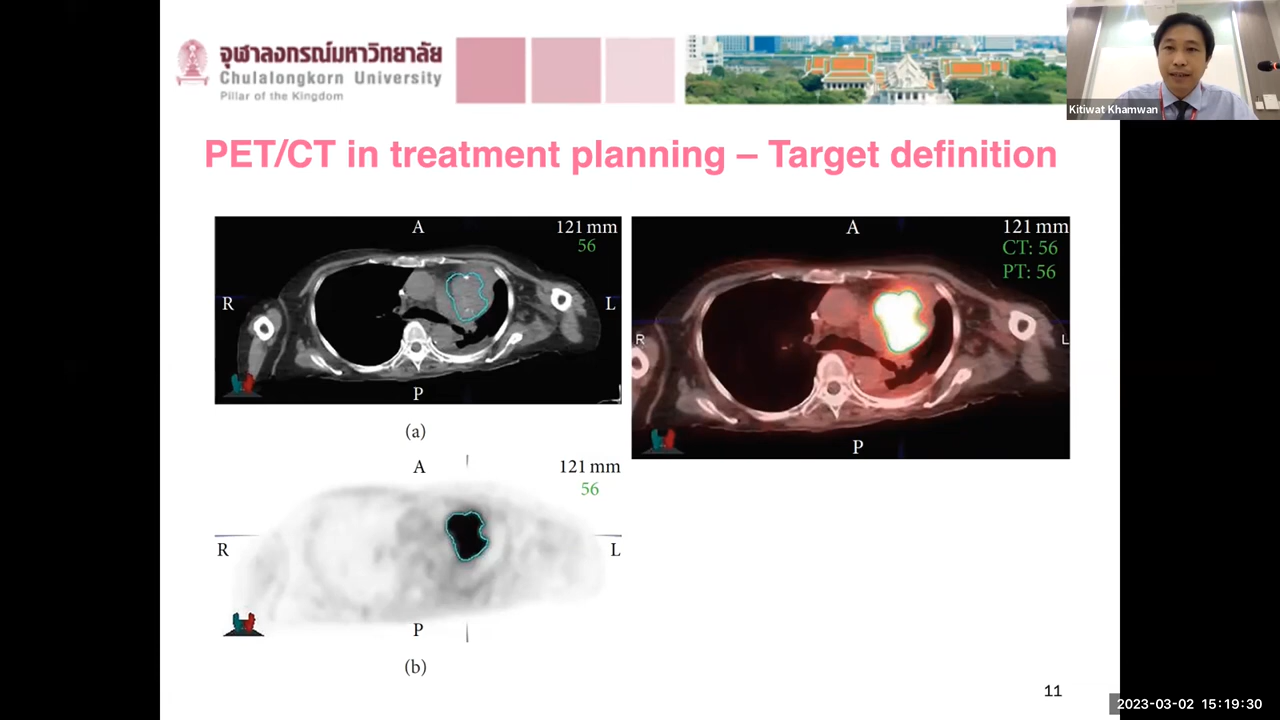 จุฬาลงกรณ์มหาวิทยาลัย
Chulalongkorn University
Pillar of the Kingdom
Kitiwat Khamwan
PET/CT in treatment planning – Target definition
A
121 mm
56
R
L
P
(a)
A
121 mm
CT: 56
PT: 56
R
L
P
A
121 mm
56
R
L
P
(b)
11
2023-03-02 15:19:30